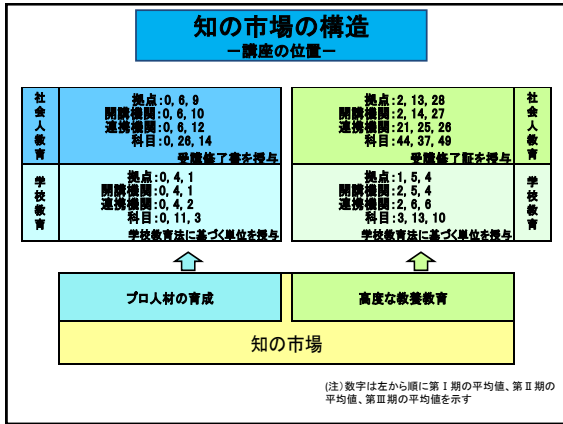 知の市場の構造
－講座の位置－
社会人教育
拠点:0, 6, 9
開講機関:0, 6, 10
連携機関:0, 6, 12
科目:0, 26, 14
受講修了書を授与
拠点:2, 13, 28
開講機関:2, 14, 27
連携機関:21, 25, 26
科目:44, 37, 49
受講修了証を授与
社会人教育
学校教育
拠点:0, 4, 1
開講機関:0, 4, 1
連携機関:0, 4, 2
科目:0, 11, 3
学校教育法に基づく単位を授与
拠点:1, 5, 4
開講機関:2, 5, 4
連携機関:2, 6, 6
科目:3, 13, 10
学校教育法に基づく単位を授与
学校教育
プロ人材の育成
高度な教養教育
知の市場
(注)数字は左から順に第Ⅰ期の平均値、第Ⅱ期の
平均値、第Ⅲ期の平均値を示す